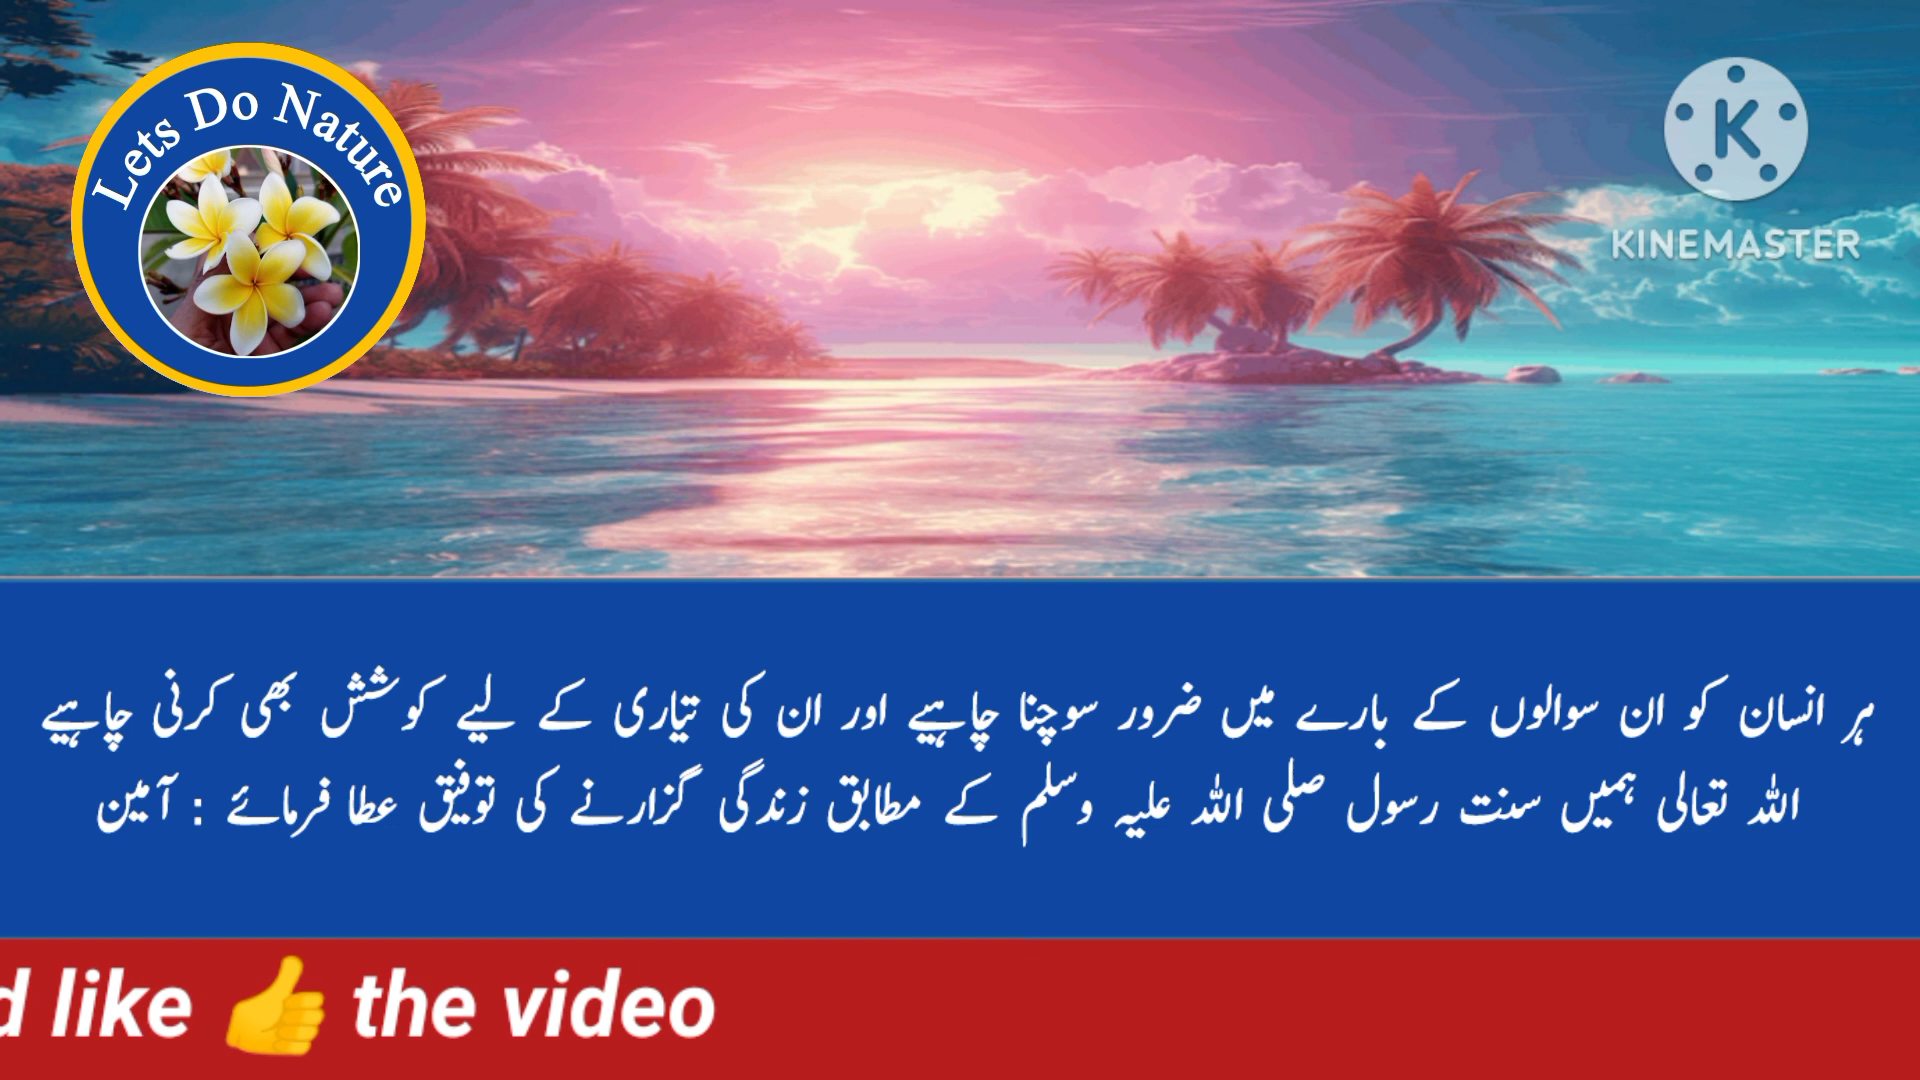 Lets Do Nature
KINEMASTER
ہر انسان کو ان سوالوں کے بارے میں ضرور سوچنا چاہیے اور ان کی تیاری کے لیے کوشش بھی کرنی چاہیے
اللہ تعالی ہمیں سنت رسول صلی اللہ علیہ وسلم کے مطابق زندگی گزارنے کی توفیق عطا فرمائے : آمین
d like 👍 the video